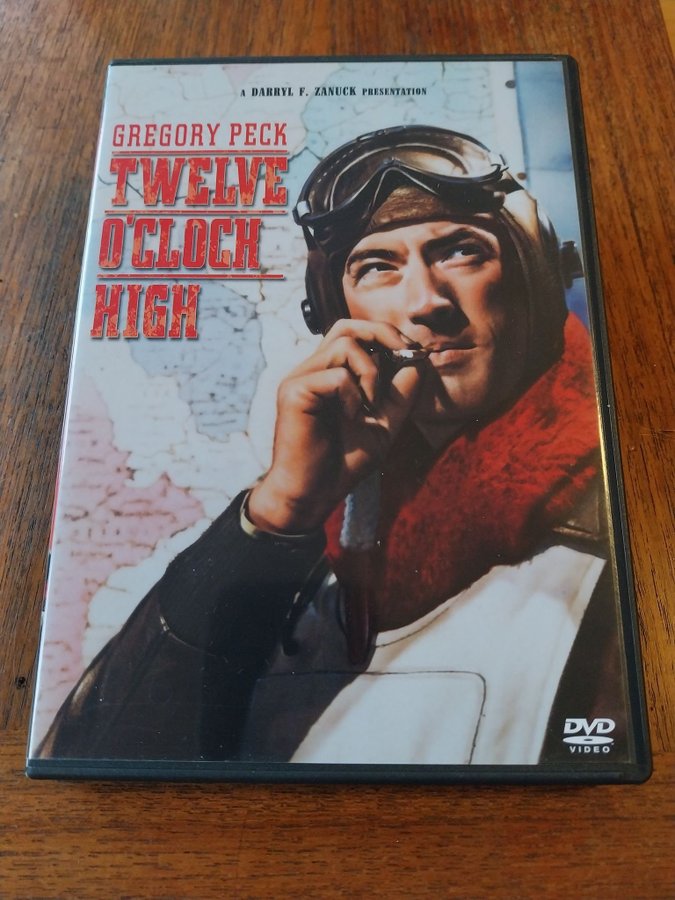 A DARRYL F. ZANUCK PRESENTATION
GREGORY PECK
TWELVE
O'CLOCK
HIGH
DVD
VIDEO